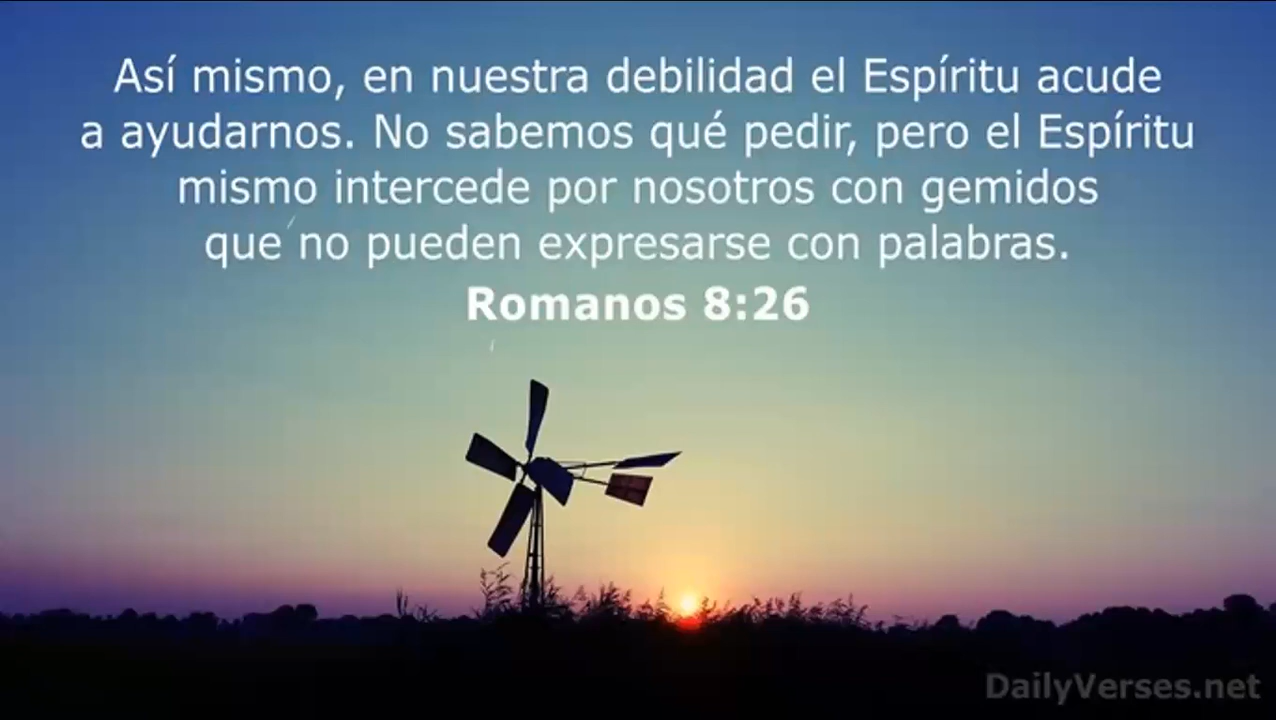 Así mismo, en nuestra debilidad el Espíritu acude
a ayudarnos. No sabemos qué pedir, pero el Espíritu
mismo intercede por nosotros con gemidos
que no pueden expresarse con palabras.
Romanos 8:26
DailyVerses.net